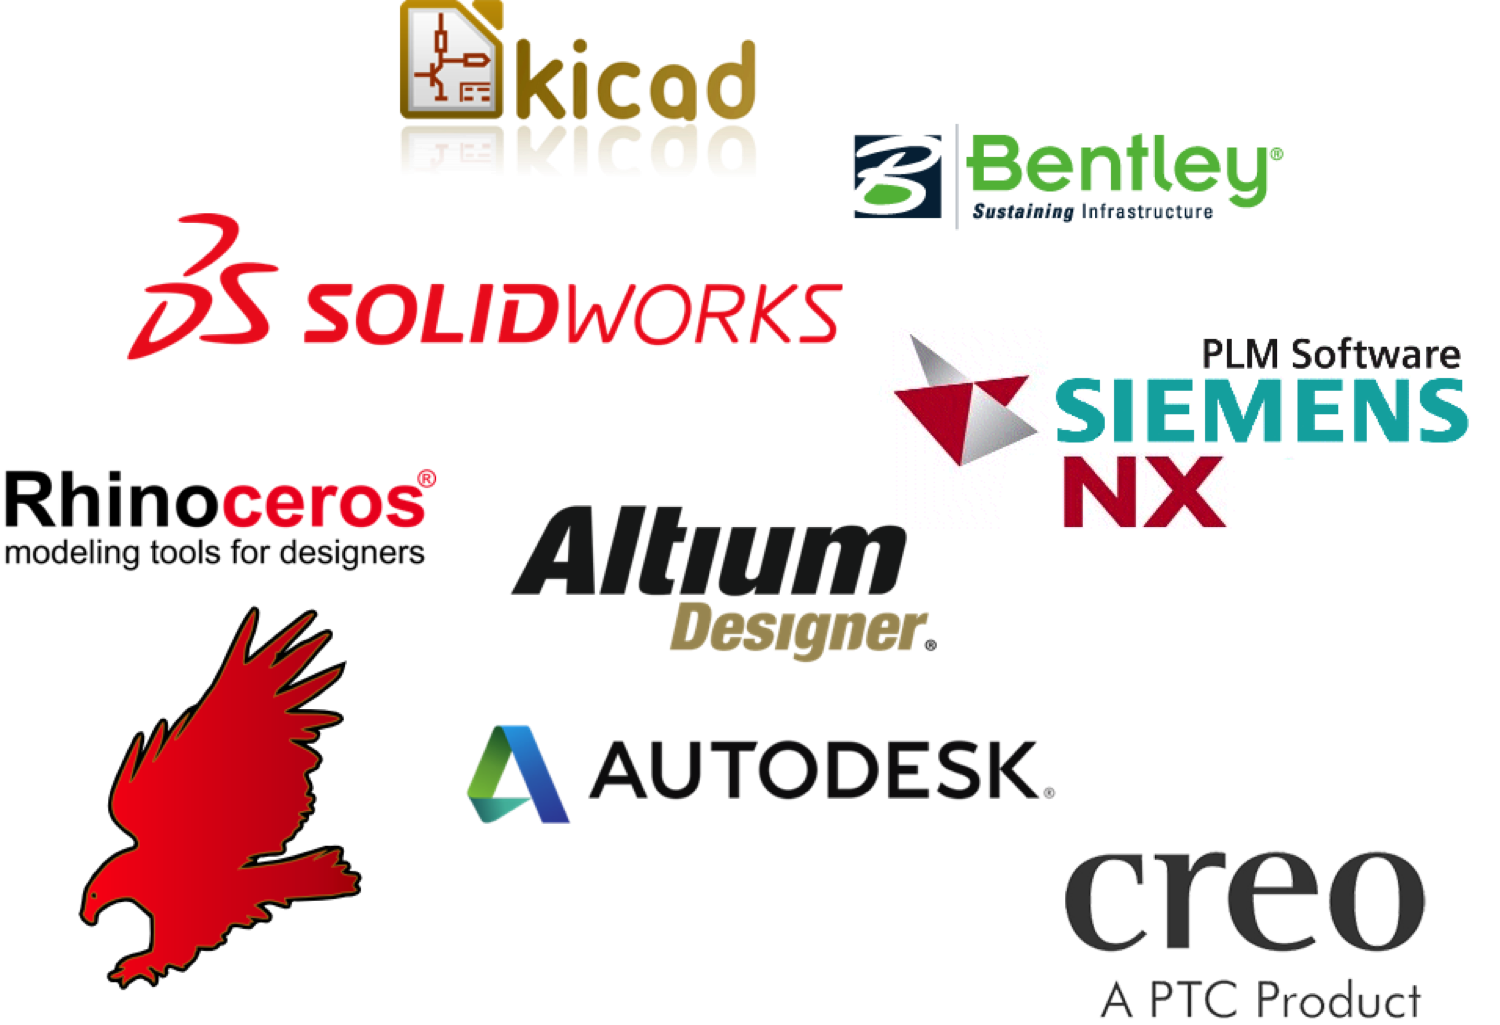 kicad
Bentley®
Sustaining Infrastructure
SOLIDWORKS
PLM Software
SIEMENS
NX
Rhinoceros®
modeling tools for designers
Altium
Designer®
AUTODESK®
creo
A PTC Product